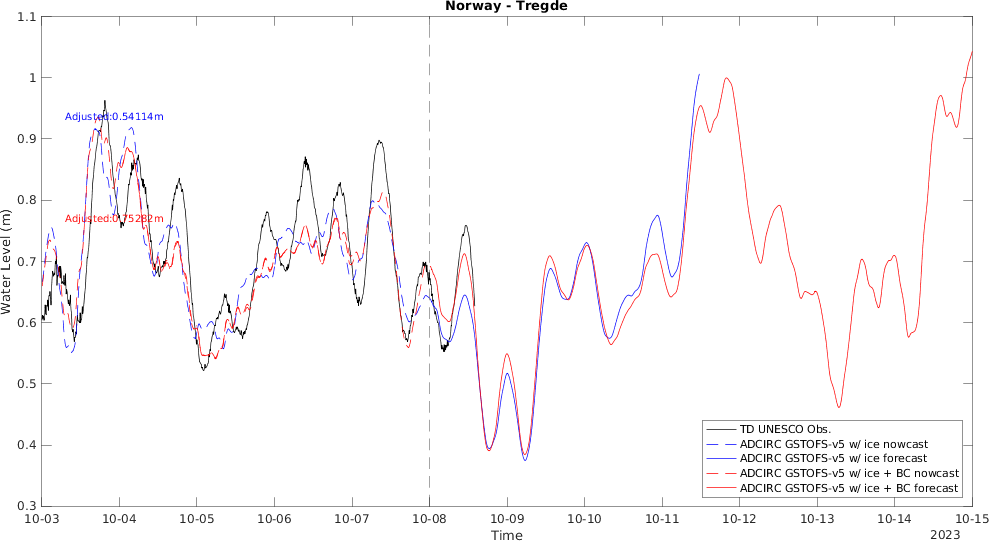 Norway - Tregde
1.1
1
0.9
0.8
0.7
0.6
0.5
0.4
0.3
Water Level (m)
Adjusted:0.54114m
Adjusted:0.75282m
TD UNESCO Obs.
ADCIRC GSTOFS-v5 w/ ice nowcast
ADCIRC GSTOFS-v5 w/ ice forecast
ADCIRC GSTOFS-v5 w/ ice + BC nowcast
ADCIRC GSTOFS-v5 w/ ice + BC forecast
10-03 10-04 10-05 10-06 10-07 10-08 10-09 10-10 10-11 10-12 10-13 10-14 10-15
Time
2023